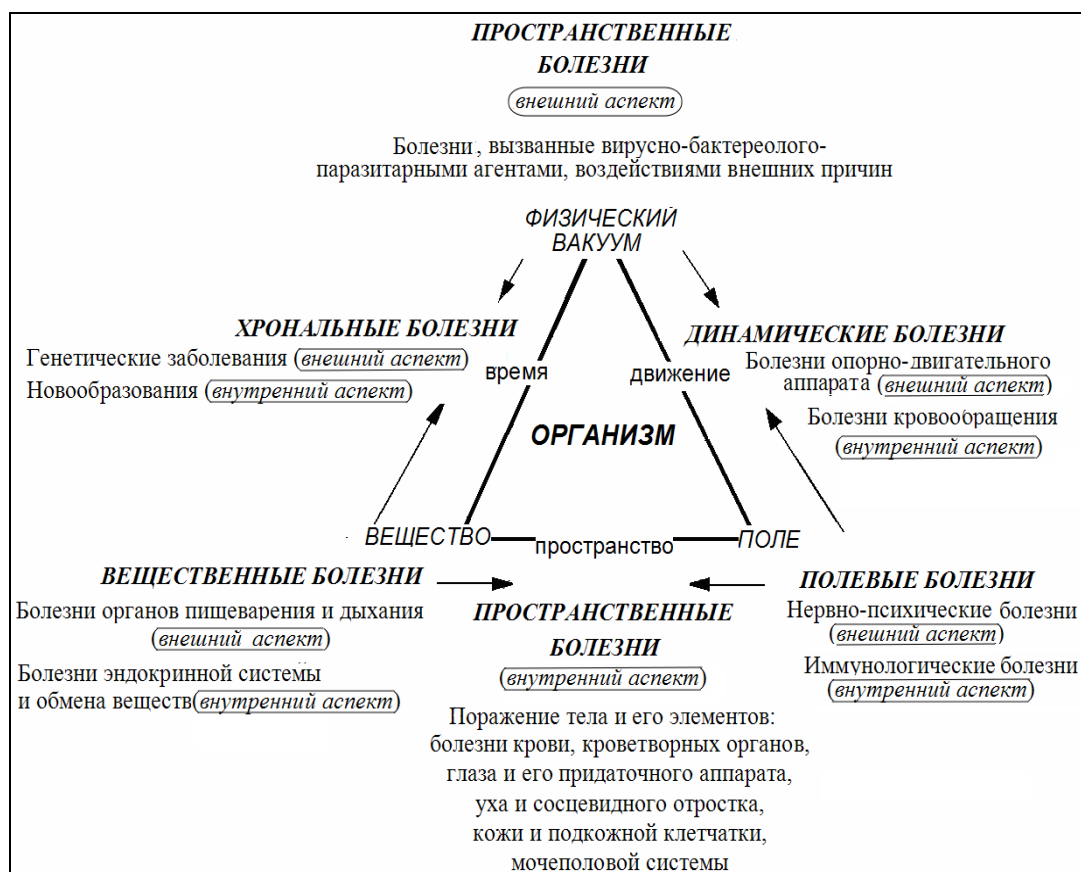 ПРОСТРАНСТВЕННЫЕ
БОЛЕЗНИ
внешний аспект
Болезни, вызванные вирусно-бактереолого-
паразитарными агентами, воздействиями внешних причин
ФИЗИЧЕСКИЙ
ВАКУУМ
ХРОНАЛЬНЫЕ БОЛЕЗНИ
Генетические заболевания (внешний аспект)
Новообразования (внутренний аспект)
время
движение
ДИНАМИЧЕСКИЕ БОЛЕЗНИ
Болезни опорно-двигательного
аппарата (внешний аспект)
Болезни кровообращения
(внутренний аспект)
ОРГАНИЗМ
ВЕЩЕСТВО
пространство
ПОЛЕ
ВЕЩЕСТВЕННЫЕ БОЛЕЗНИ
Болезни органов пищеварения и дыхания
(внешний аспект)
Болезни эндокринной системы
и обмена веществ (внутренний аспект)
ПРОСТРАНСТВЕННЫЕ
БОЛЕЗНИ
(внутренний аспект)
Поражение тела и его элементов:
болезни крови, кроветворных органов,
глаза и его придаточного аппарата,
уха и сосцевидного отростка,
кожи и подкожной клетчатки,
мочеполовой системы
ПОЛЕВЫЕ БОЛЕЗНИ
Нервно-психические болезни
(внешний аспект)
Иммунологические болезни
(внутренний аспект)